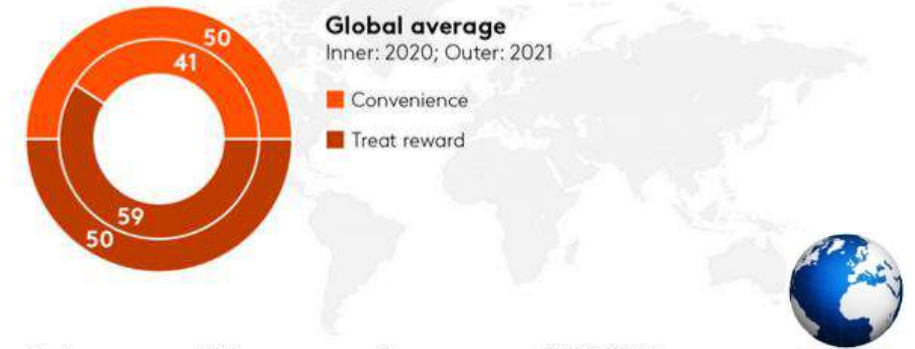 Global average
Inner: 2020; Outer: 2021
50
41
Convenience
Treat reward
59
50